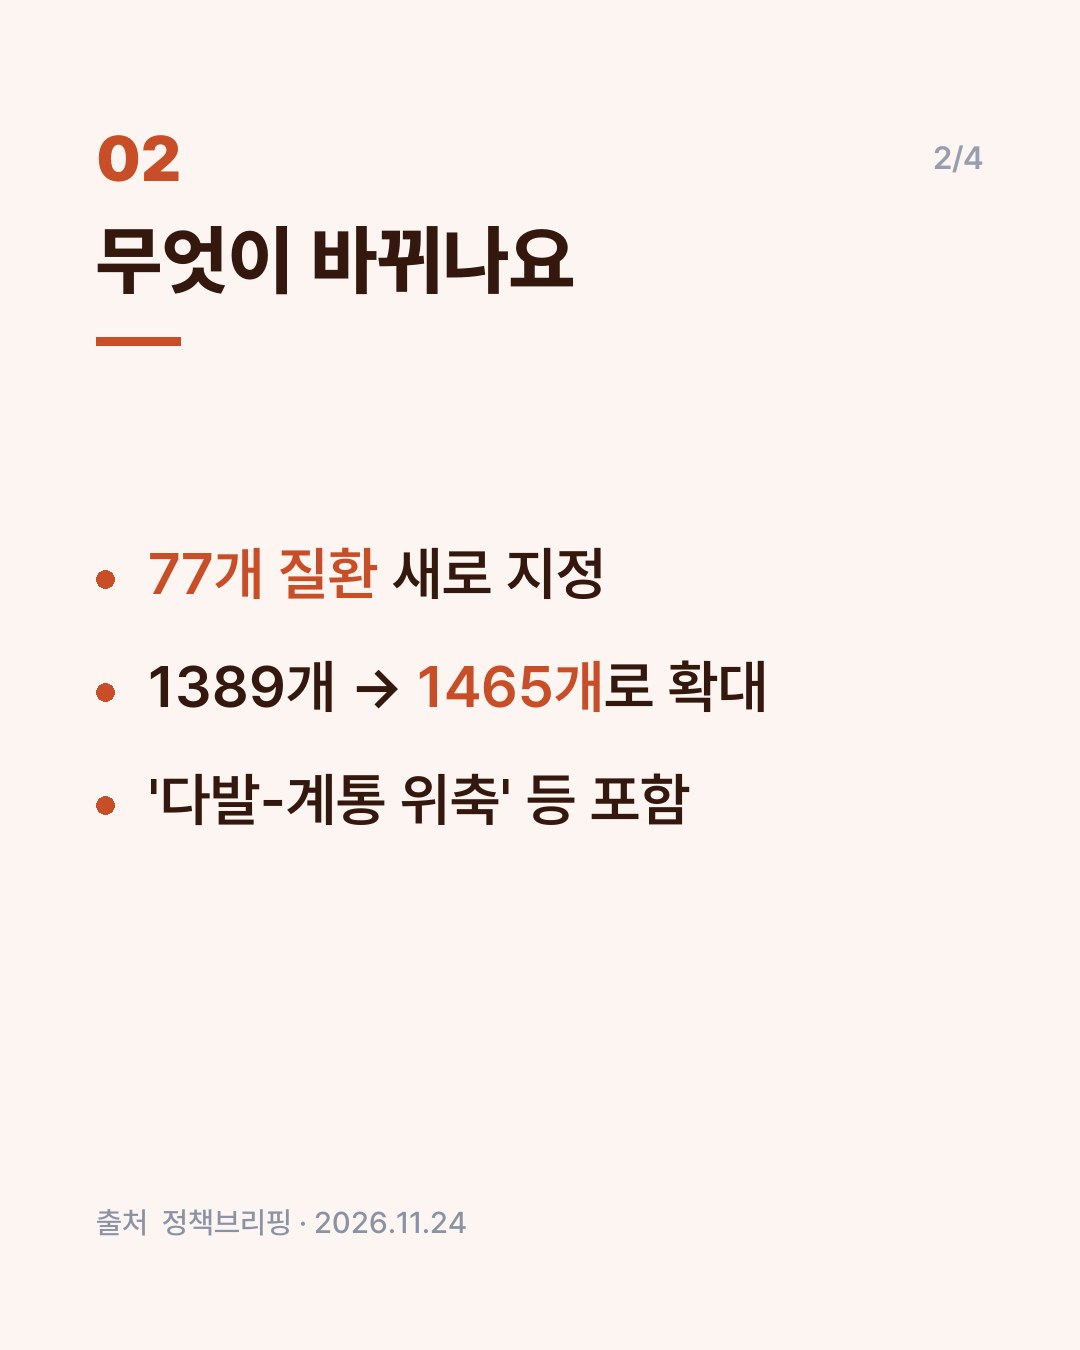 02
2/4
무엇이 바뀌나요
• 77개 질환 새로 지정
• 1389개 → 1465개로 확대
• '다발-계통 위축' 등 포함
출처 정책브리핑 · 2026.11.24